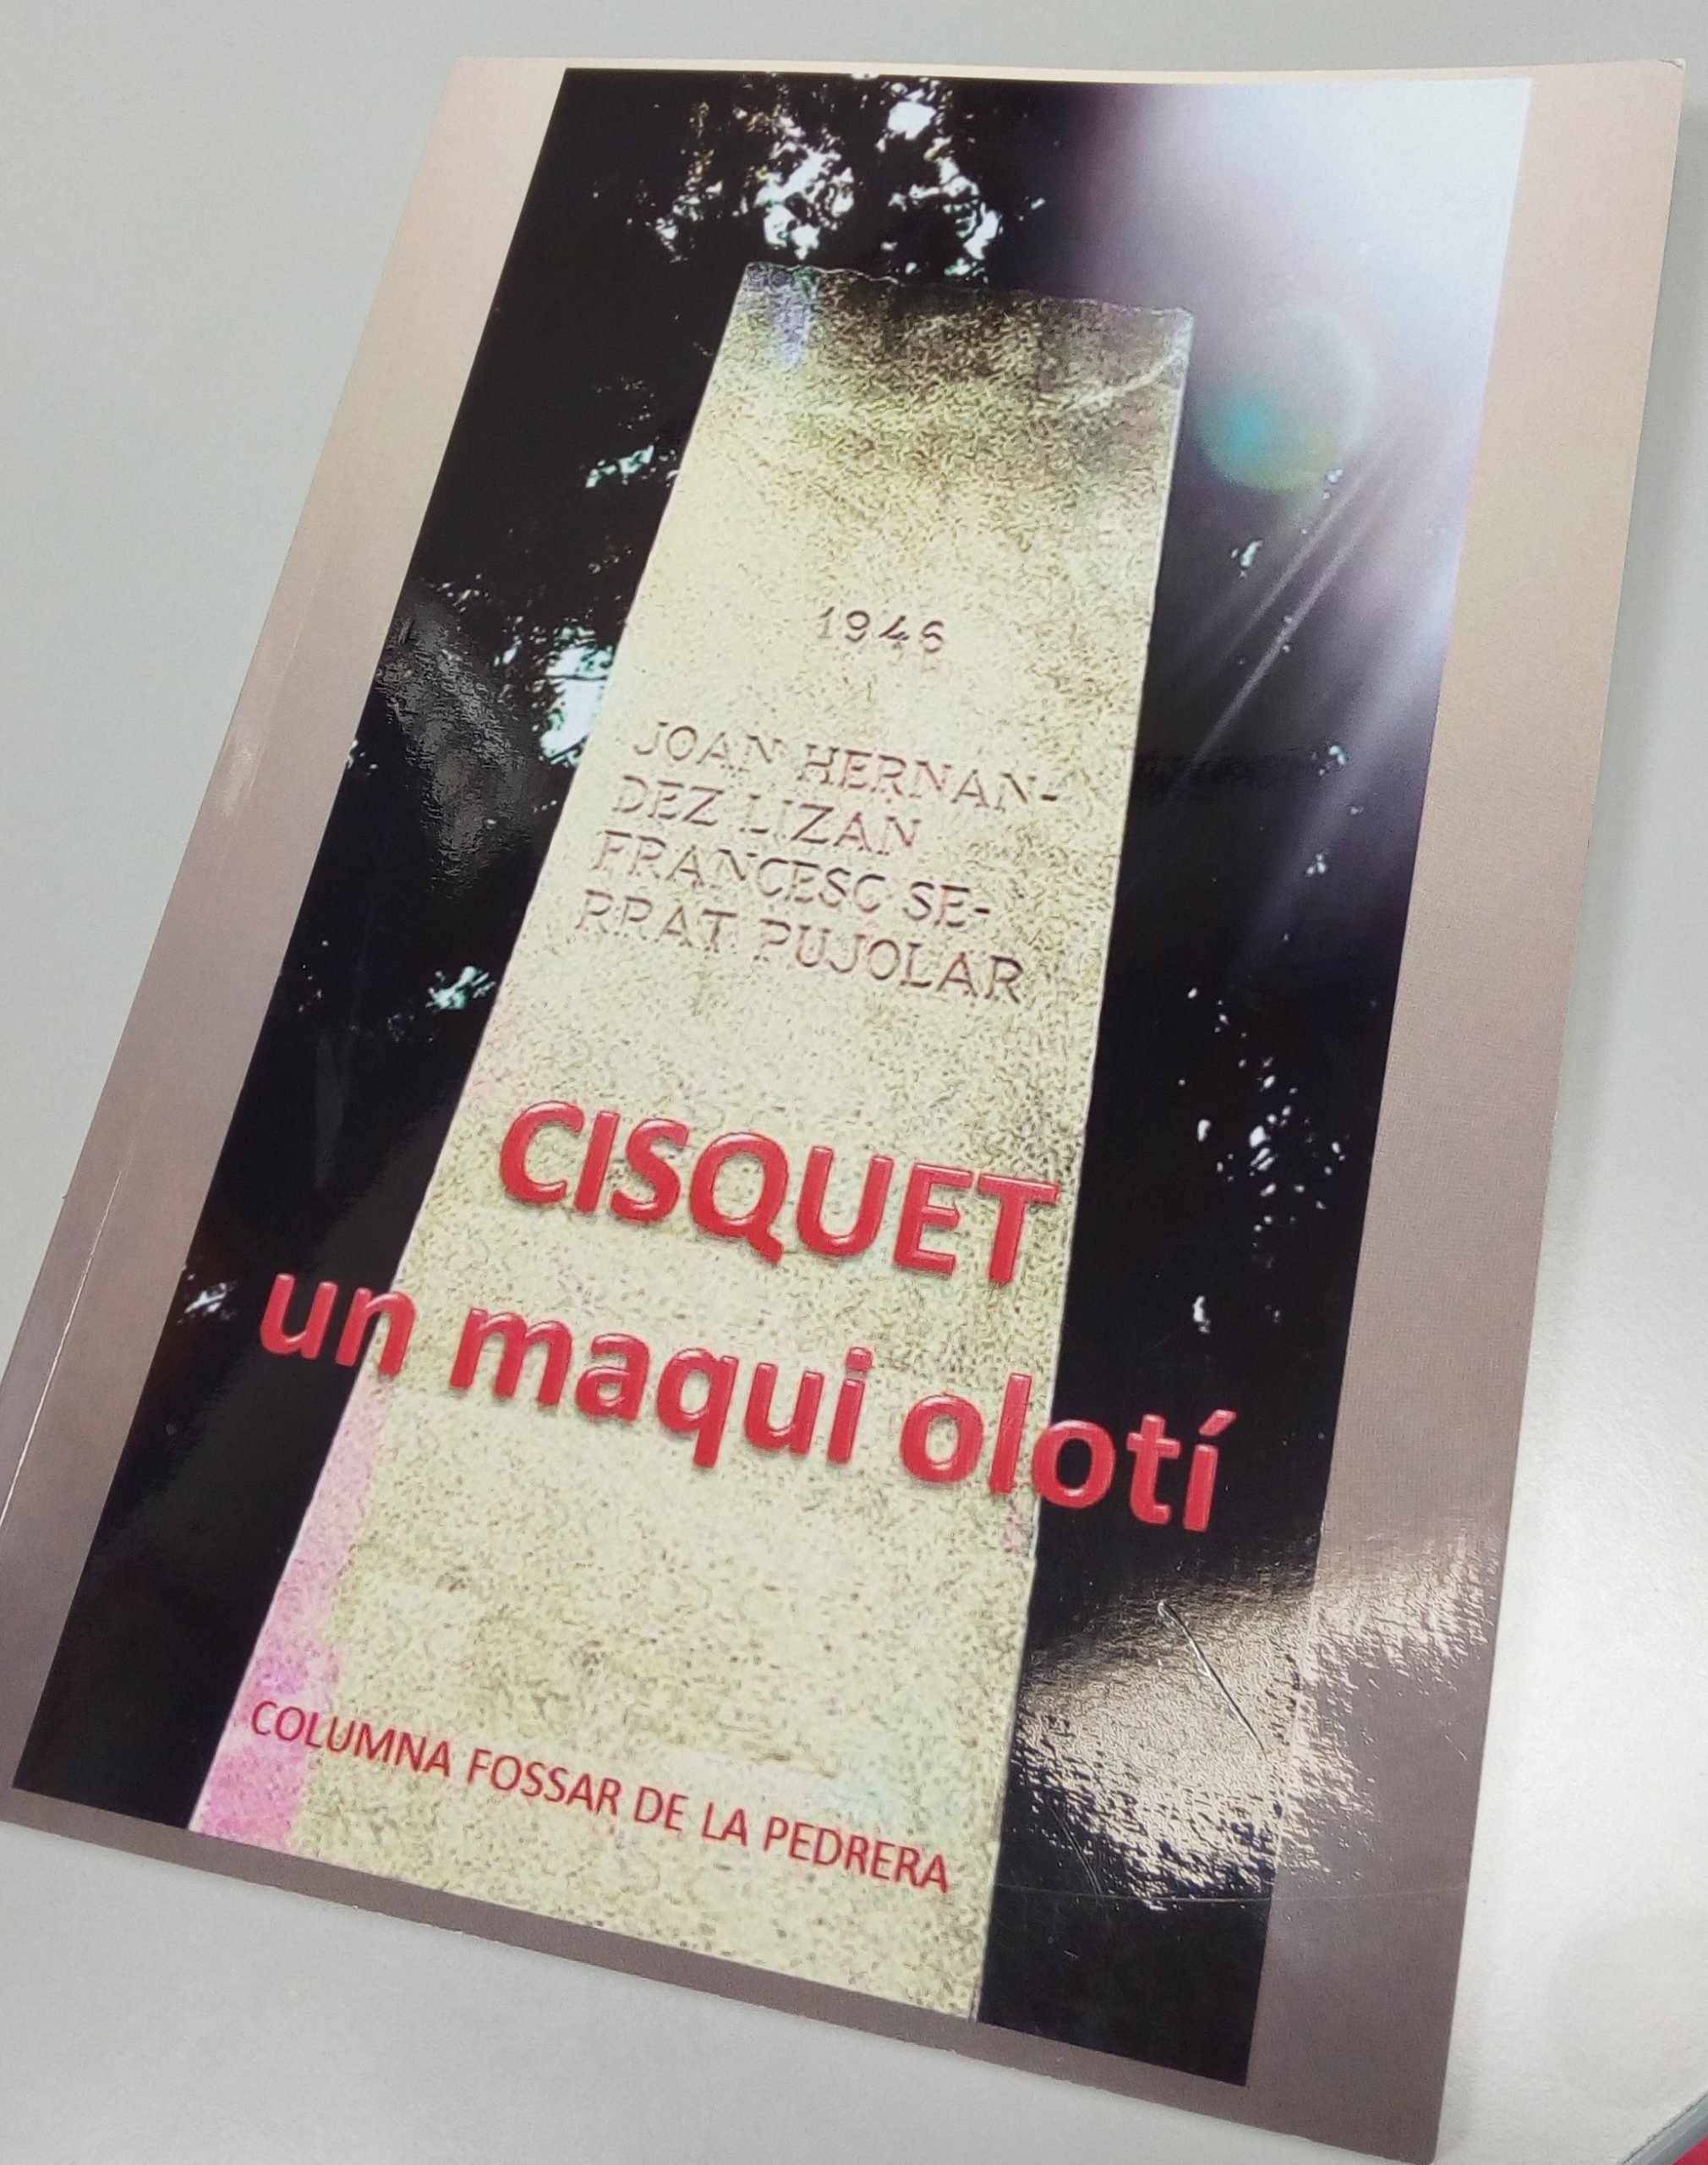 1946
JOAN HERNAN-
DEZ LIZAN
FRANCESC SE-
RRAT PUJOLAR
CISQUET
un maqui olotí
COLUMNA FOSSAR DE LA PEDRERA